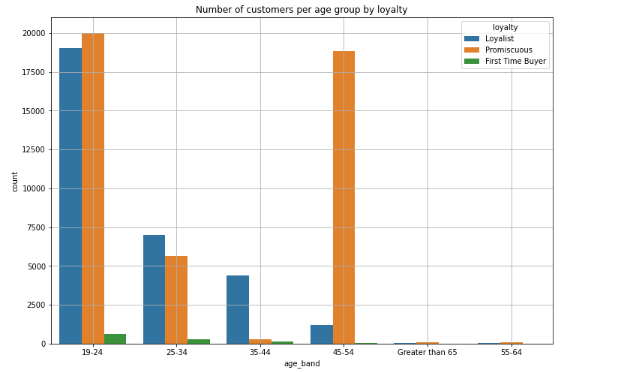 Number of customers per age group by loyalty
loyalty
Loyalist
Promiscuous
First Time Buyer
20000
17500
15000
12500
10000
7500
5000
2500
0
count
19-24
25-34
35-44
45-54
Greater than 65
55-64
age_band